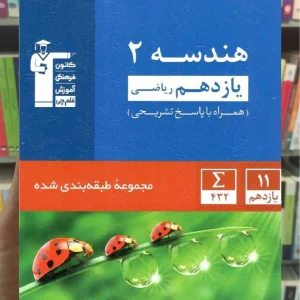 هندسه ۲
یازدهم ریاضی
(همراه با پاسخ تشریحی)
کانون
فرهنگی
آموزش
قلم‌چی
مجموعه طبقه‌بندی شده
Σ
۴۳۲
۱۱
یازدهم